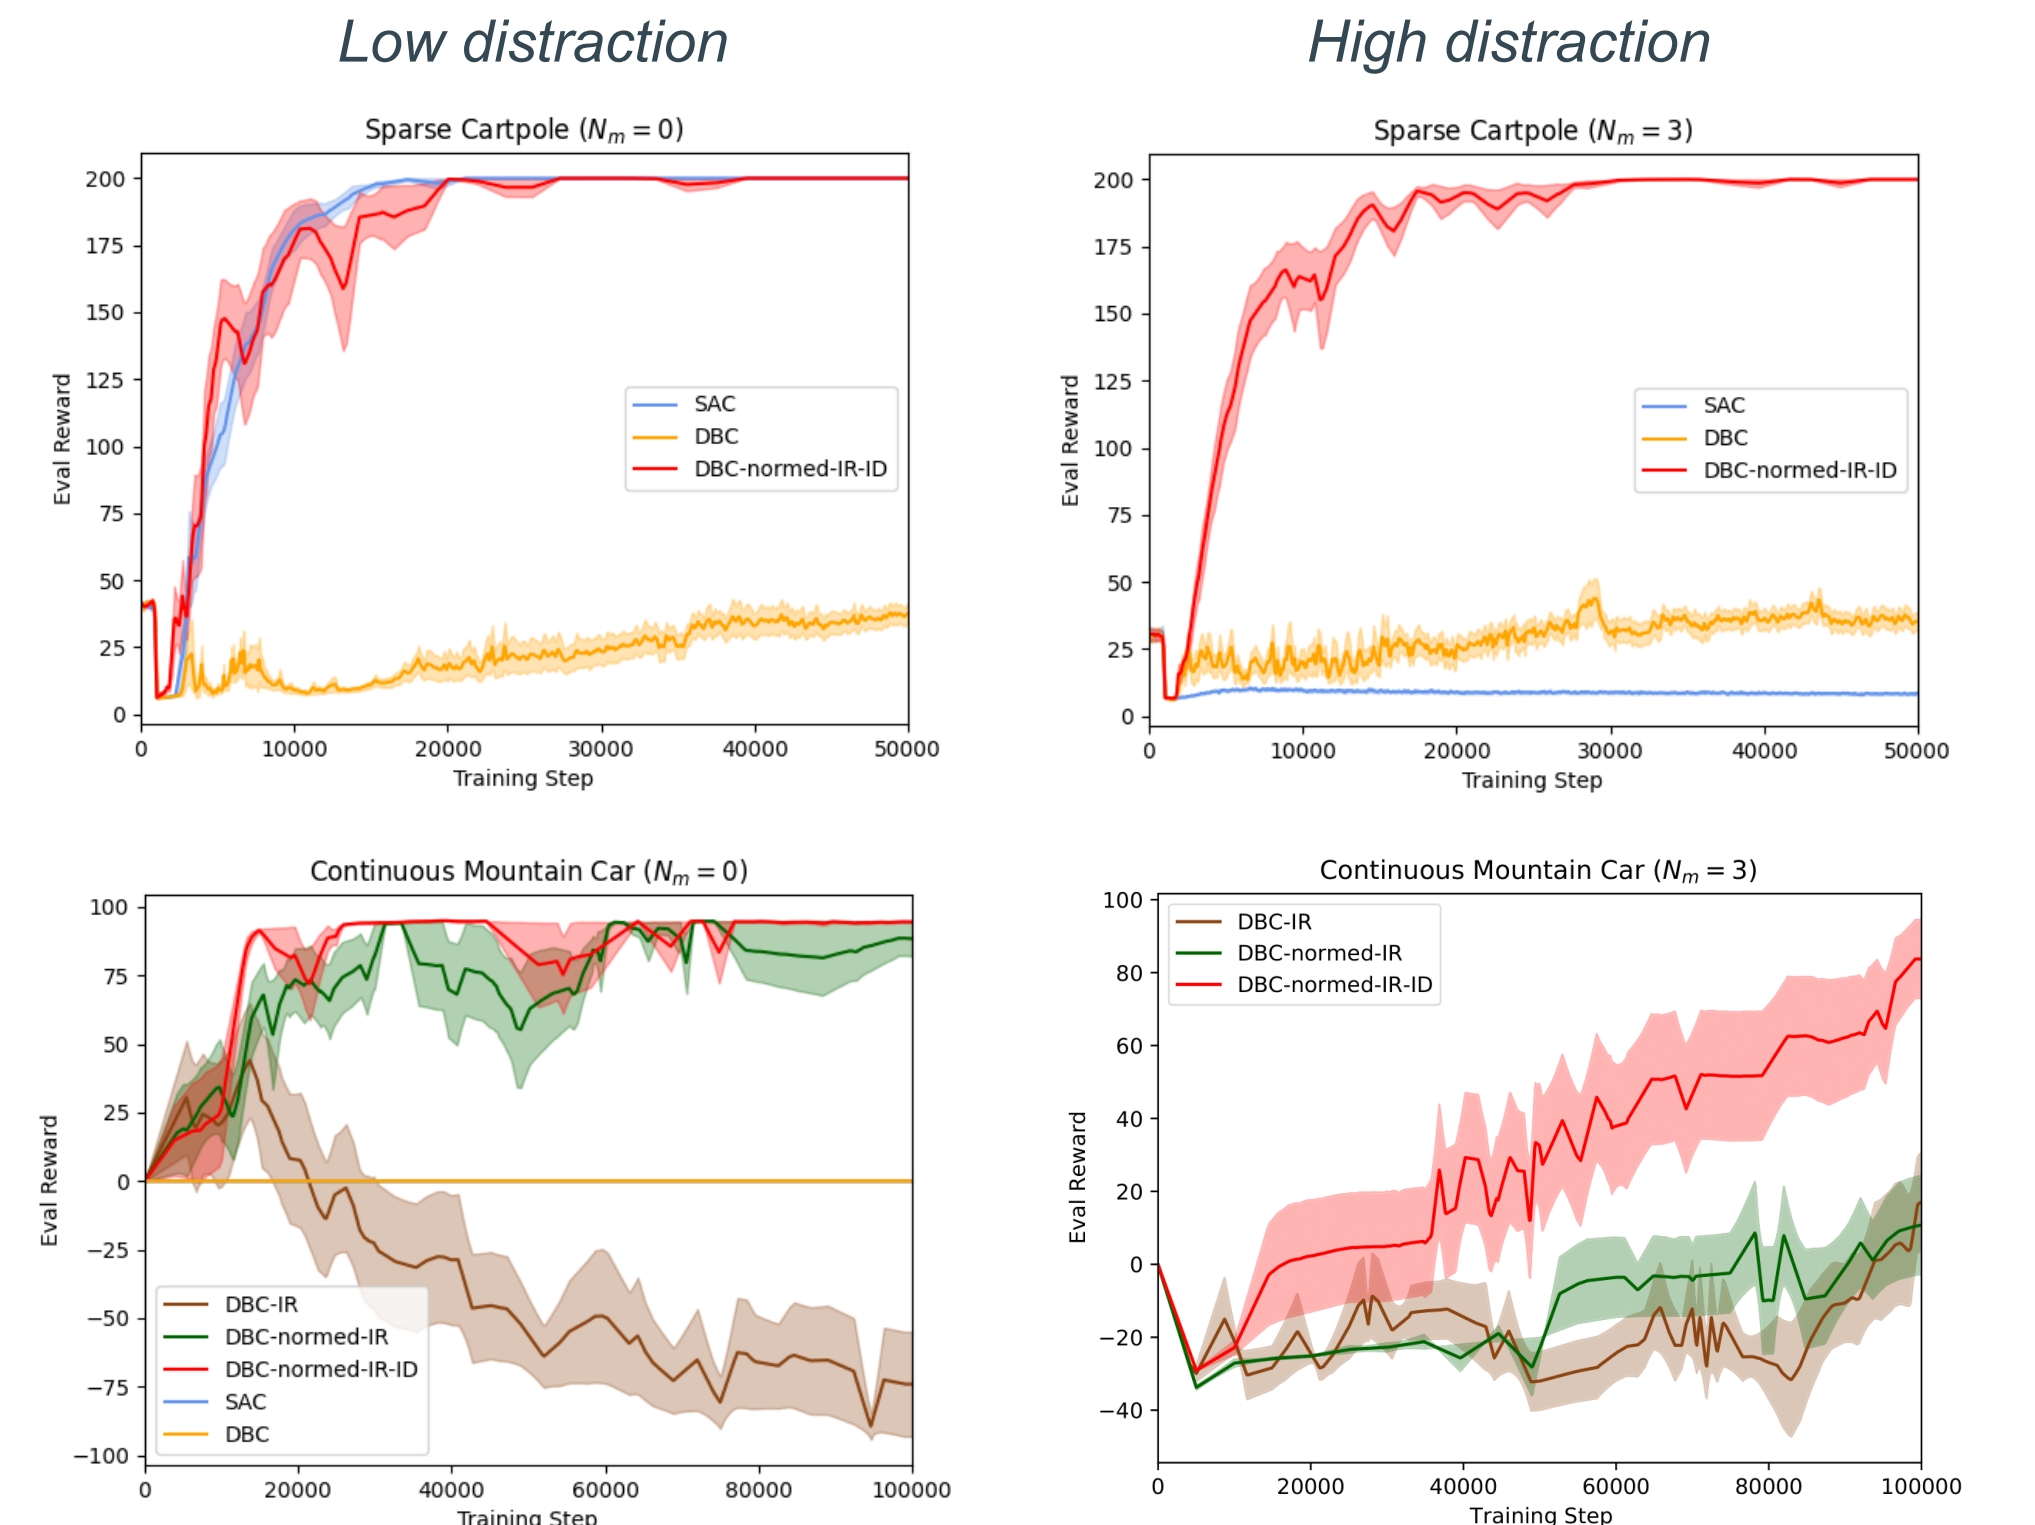 Low distraction
High distraction
Sparse Cartpole (N_m = 0)
200
175
150
125
100
75
50
25
0
Eval Reward
SAC
DBC
DBC-normed-IR-ID
0 10000 20000 30000 40000 50000
Training Step
Sparse Cartpole (N_m = 3)
200
175
150
125
100
75
50
25
0
Eval Reward
SAC
DBC
DBC-normed-IR-ID
0 10000 20000 30000 40000 50000
Training Step
Continuous Mountain Car (N_m = 0)
100
75
50
25
0
−25
−50
−75
−100
Eval Reward
DBC-IR
DBC-normed-IR
DBC-normed-IR-ID
SAC
DBC
0 20000 40000 60000 80000 100000
Training Step
Continuous Mountain Car (N_m = 3)
100
80
60
40
20
0
−20
−40
Eval Reward
DBC-IR
DBC-normed-IR
DBC-normed-IR-ID
0 20000 40000 60000 80000 100000
Training Step